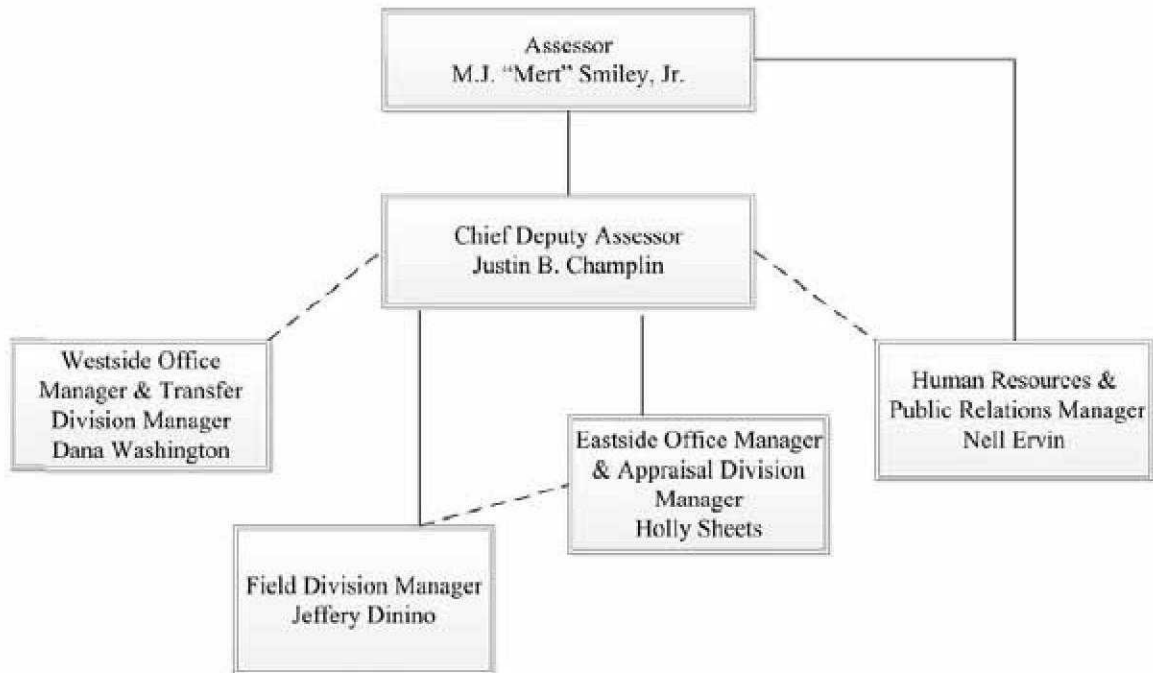 Assessor
M.J. “Mert” Smiley, Jr.
Chief Deputy Assessor
Justin B. Champlin
Westside Office
Manager & Transfer
Division Manager
Dana Washington
Human Resources &
Public Relations Manager
Nell Ervin
Eastside Office Manager
& Appraisal Division
Manager
Holly Sheets
Field Division Manager
Jeffery Dinino